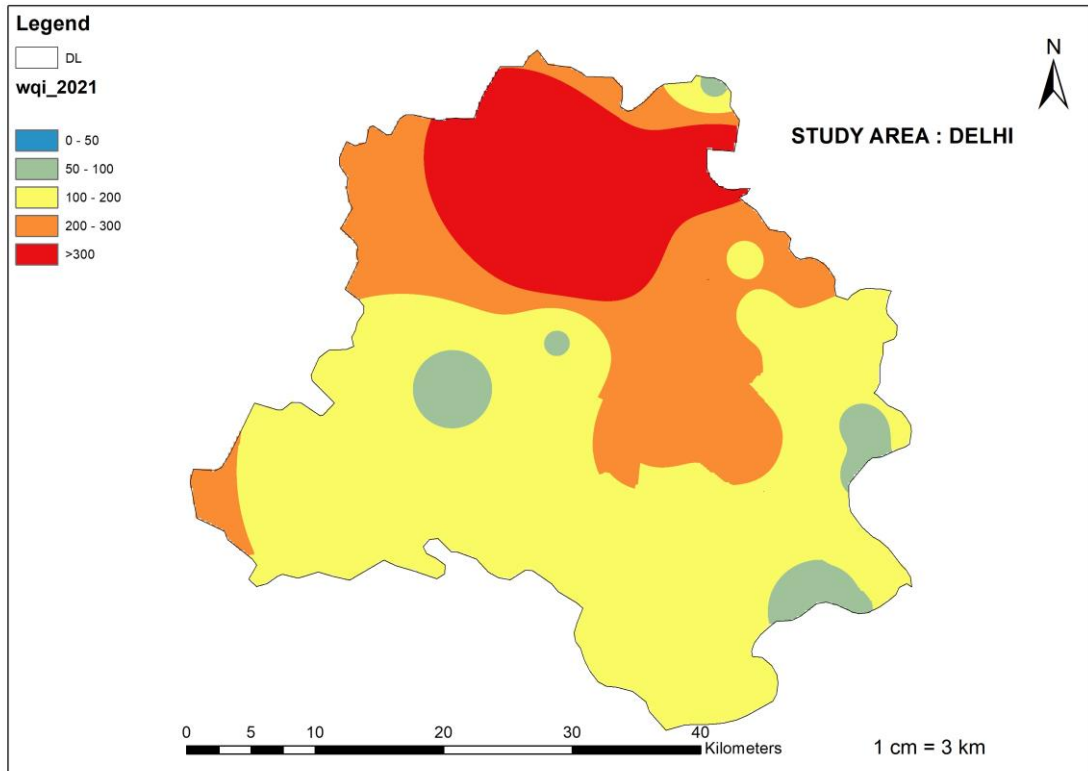 Legend
DL
wqi_2021
0 - 50
50 - 100
100 - 200
200 - 300
>300
N
STUDY AREA : DELHI
0 5 10 20 30 40
Kilometers
1 cm = 3 km